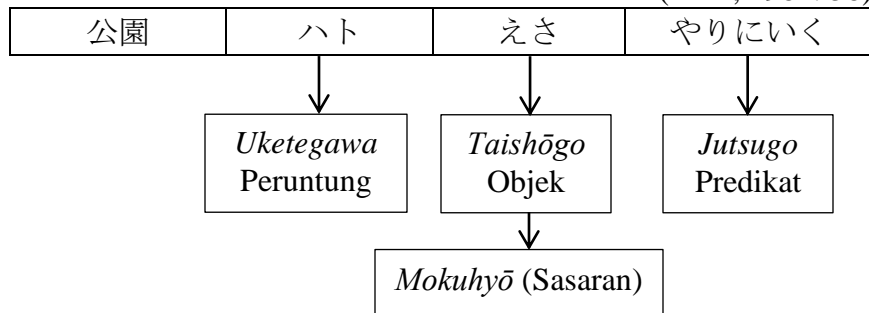 公園 ハト えさ やりにいく
Uketegawa Taishōgo Jutsugo
Peruntung Objek Predikat
Mokuhyō (Sasaran)